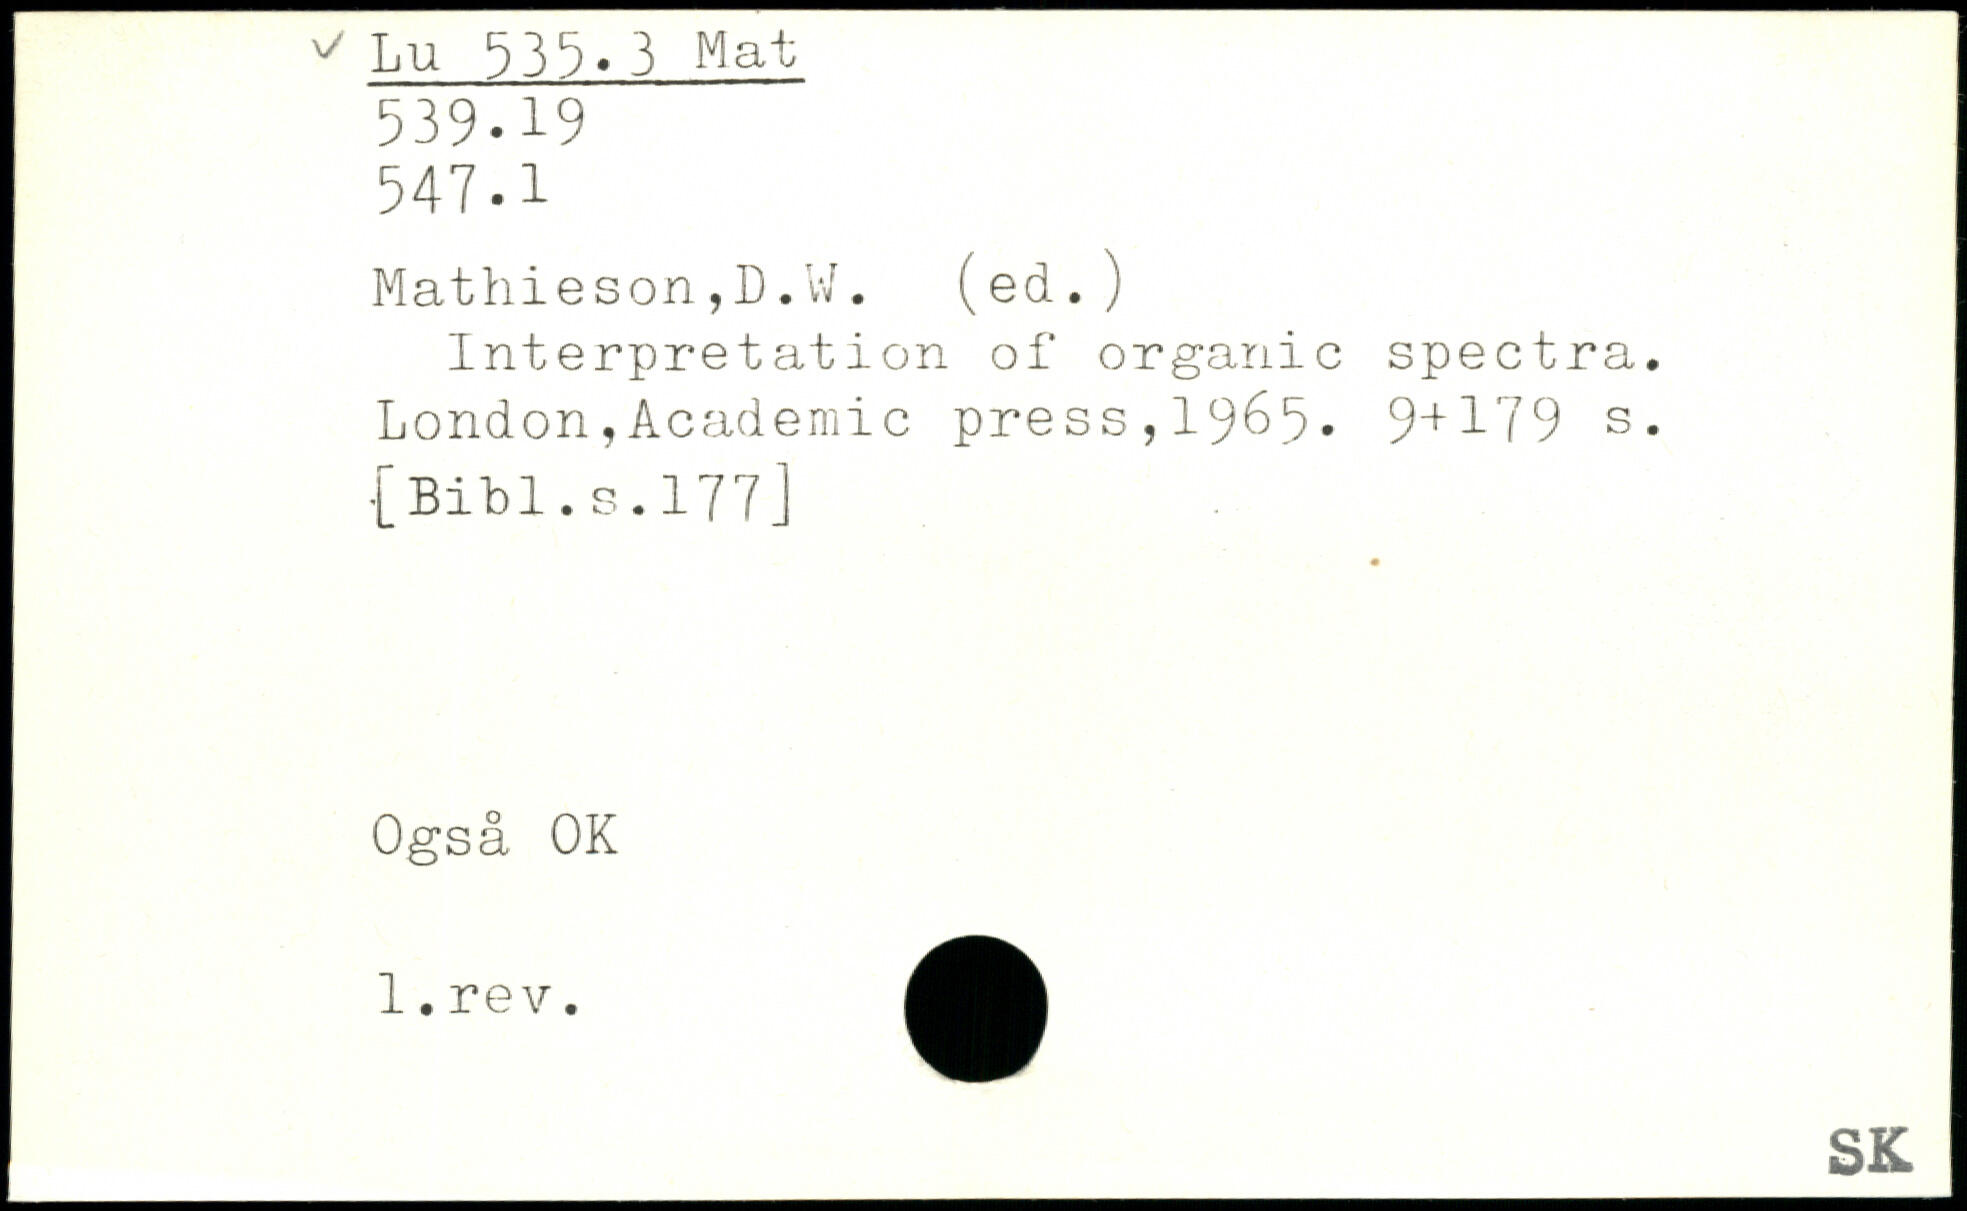 ✓ Lu 535.3 Mat
539.19
547.1
Mathieson,D.W. (ed.)
Interpretation of organic spectra.
London,Academic press,1965. 9+179 s.
[Bibl.s.177]
Også OK
1.rev.
SK